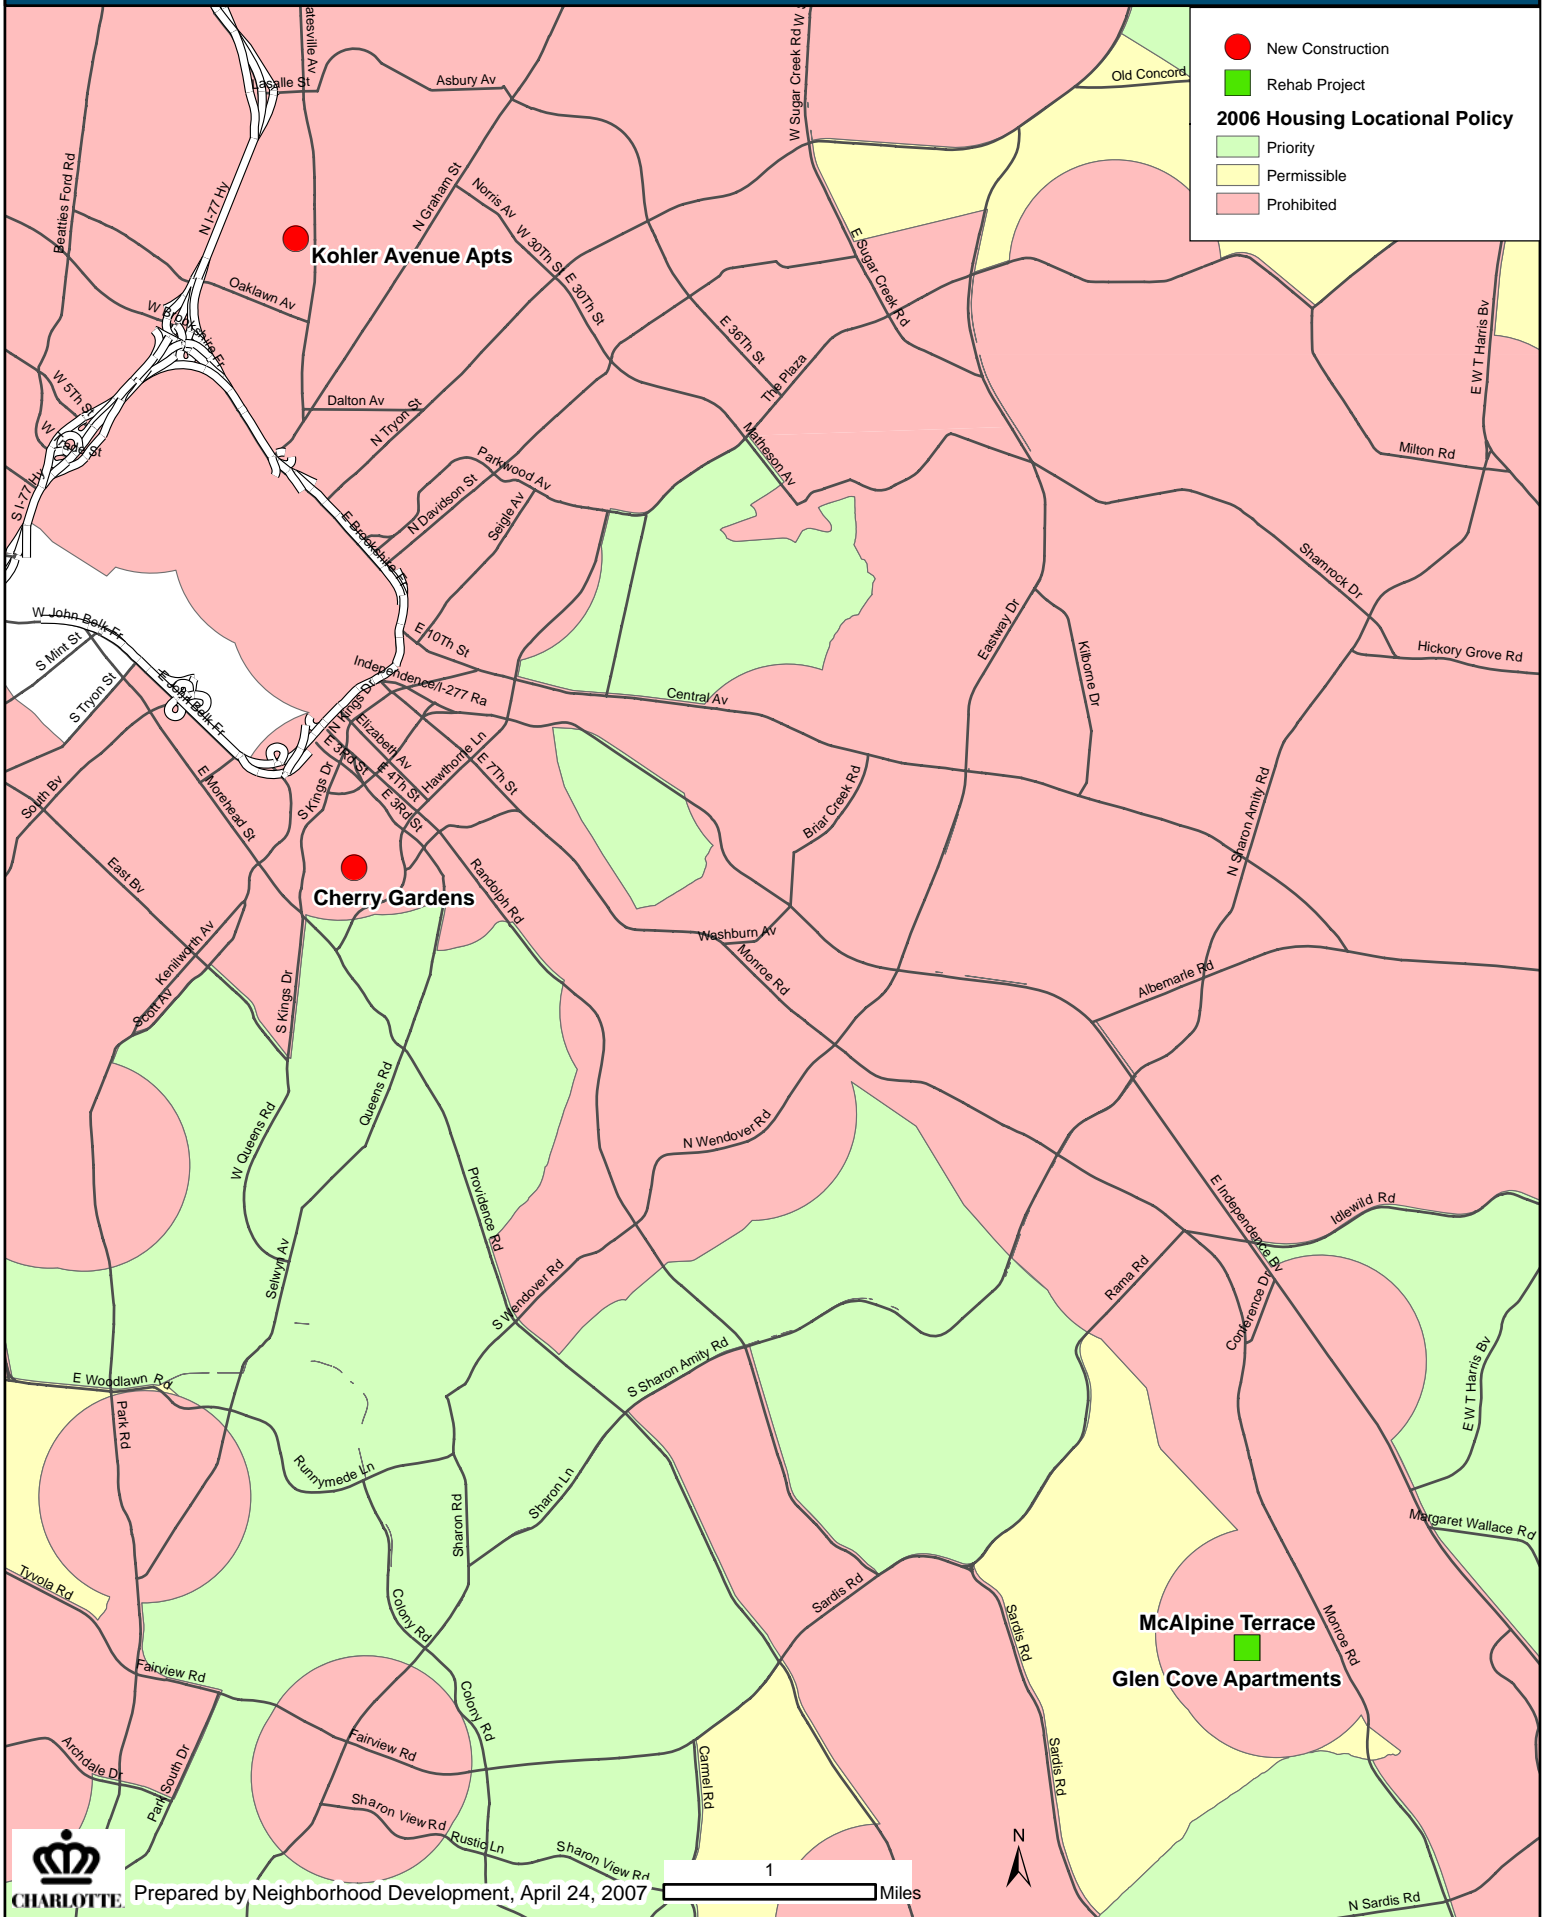 New Construction
Rehab Project
2006 Housing Locational Policy
Priority
Permissible
Prohibited
Old Concord
W Sugar Creek Rd
W S
atesville Av
Lasalle St
Asbury Av
Beatties Ford Rd
N I-77 Hy
N Graham St
Norris Av
W 30Th St
E 30Th St
Kohler Avenue Apts
E Sugar Creek Rd
Oaklawn Av
W Brookshire Fr
E 36Th St
The Plaza
E W T Harris Bv
W 5Th St
W Trade St
Dalton Av
N Tryon St
Matheson Av
Milton Rd
S I-77 Hy
Parkwood Av
N Davidson St
Seigle Av
E Brookshire Fr
Shamrock Dr
W John Belk Fr
S Mint St
E 10Th St
Eastway Dr
Kilborne Dr
Hickory Grove Rd
S Tryon St
E John Belk Fr
Independence/I-277 Ra
N Kings Dr
Central Av
Elizabeth Av
E 3Rd St
E 4Th St
Hawthorne Ln
E 7Th St
E 3Rd St
S Kings Dr
South Bv
E Morehead St
Briar Creek Rd
N Sharon Amity Rd
East Bv
Cherry Gardens
Randolph Rd
Washburn Av
Monroe Rd
Kenilworth Av
Scott Av
S Kings Dr
Albemarle Rd
Queens Rd
W Queens Rd
N Wendover Rd
Providence Rd
E Independence Bv
Idlewild Rd
Selwyn Av
S Wendover Rd
Rama Rd
Conference Dr
S Sharon Amity Rd
E W T Harris Bv
E Woodlawn Rd
Park Rd
Runnymede Ln
Sharon Rd
Sharon Ln
Margaret Wallace Rd
Tyvola Rd
Colony Rd
Sardis Rd
Sardis Rd
McAlpine Terrace
Monroe Rd
Glen Cove Apartments
Fairview Rd
Colony Rd
Fairview Rd
Archdale Dr
Park South Dr
Carmel Rd
Sardis Rd
Sharon View Rd
Rustic Ln
Sharon View Rd
N
1
Miles
CHARLOTTE
Prepared by Neighborhood Development, April 24, 2007
N Sardis Rd